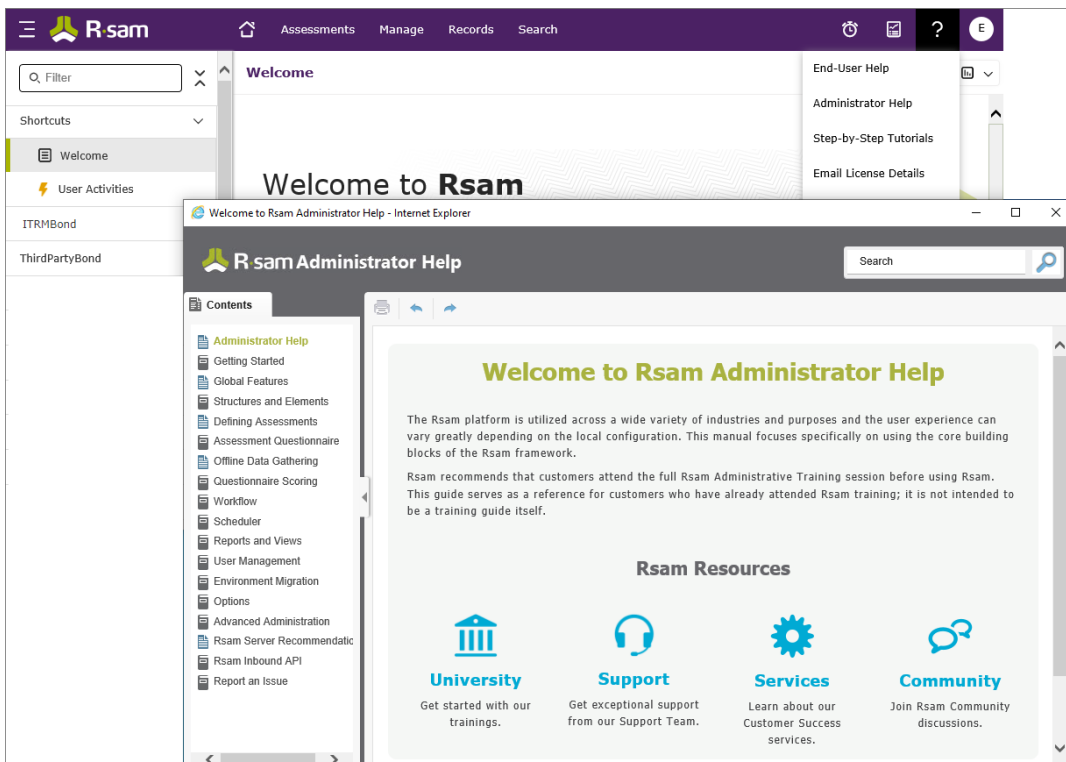 R·sam
Assessments
Manage
Records
Search
?
E
Filter
Welcome
End-User Help
Administrator Help
Step-by-Step Tutorials
Email License Details
Shortcuts
Welcome
User Activities
ITRMBond
ThirdPartyBond
Welcome to Rsam
Welcome to Rsam Administrator Help - Internet Explorer
R·sam Administrator Help
Search
Contents
Administrator Help
Getting Started
Global Features
Structures and Elements
Defining Assessments
Assessment Questionnaire
Offline Data Gathering
Questionnaire Scoring
Workflow
Scheduler
Reports and Views
User Management
Environment Migration
Options
Advanced Administration
Rsam Server Recommendatic
Rsam Inbound API
Report an Issue
Welcome to Rsam Administrator Help
The Rsam platform is utilized across a wide variety of industries and purposes and the user experience can
vary greatly depending on the local configuration. This manual focuses specifically on using the core building
blocks of the Rsam framework.
Rsam recommends that customers attend the full Rsam Administrative Training session before using Rsam.
This guide serves as a reference for customers who have already attended Rsam training; it is not intended to
be a training guide itself.
Rsam Resources
University
Get started with our
trainings.
Support
Get exceptional support
from our Support Team.
Services
Learn about our
Customer Success
services.
Community
Join Rsam Community
discussions.